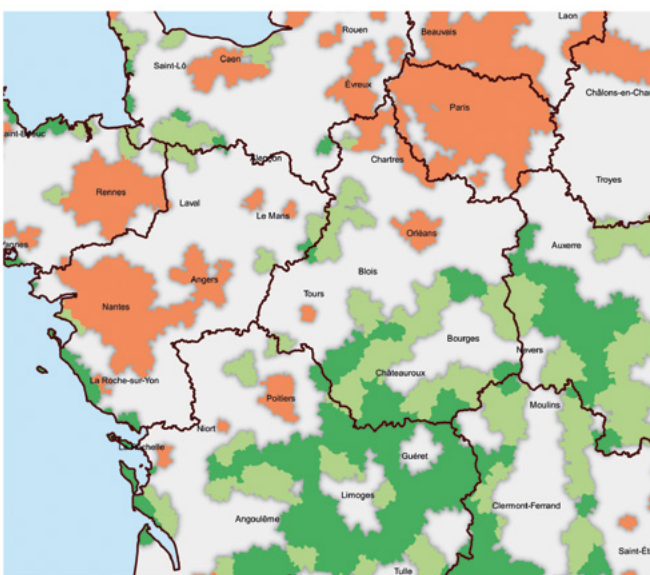 Rouen
Beauvais
Laon
Saint-Lô
Caen
Évreux
Paris
Châlons-en-Cha
Saint-Brieuc
Alençon
Chartres
Troyes
Rennes
Laval
Le Mans
Orléans
Auxerre
Vannes
Blois
Angers
Nantes
Tours
Bourges
Nevers
Châteauroux
La Roche-sur-Yon
Poitiers
Moulins
Niort
La Rochelle
Guéret
Limoges
Clermont-Ferrand
Angoulême
Saint-Ét
Tulle